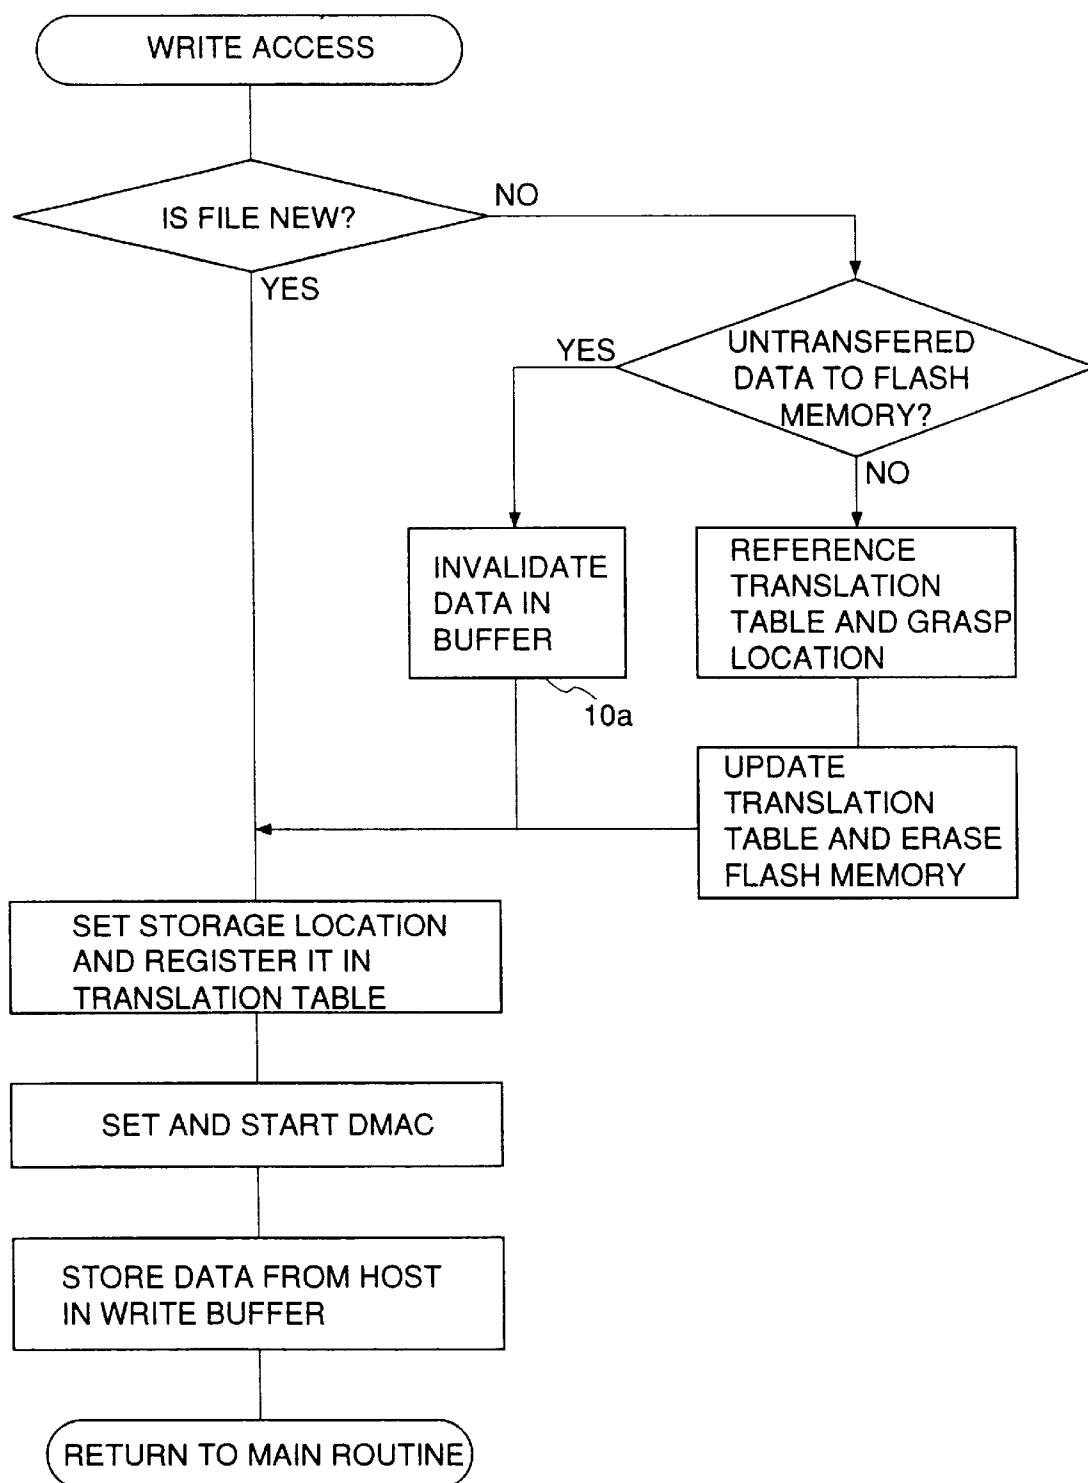 WRITE ACCESS
IS FILE NEW?
NO
YES
YES
UNTRANSFERED
DATA TO FLASH
MEMORY?
NO
INVALIDATE
DATA IN
BUFFER
10a
REFERENCE
TRANSLATION
TABLE AND GRASP
LOCATION
UPDATE
TRANSLATION
TABLE AND ERASE
FLASH MEMORY
SET STORAGE LOCATION
AND REGISTER IT IN
TRANSLATION TABLE
SET AND START DMAC
STORE DATA FROM HOST
IN WRITE BUFFER
RETURN TO MAIN ROUTINE